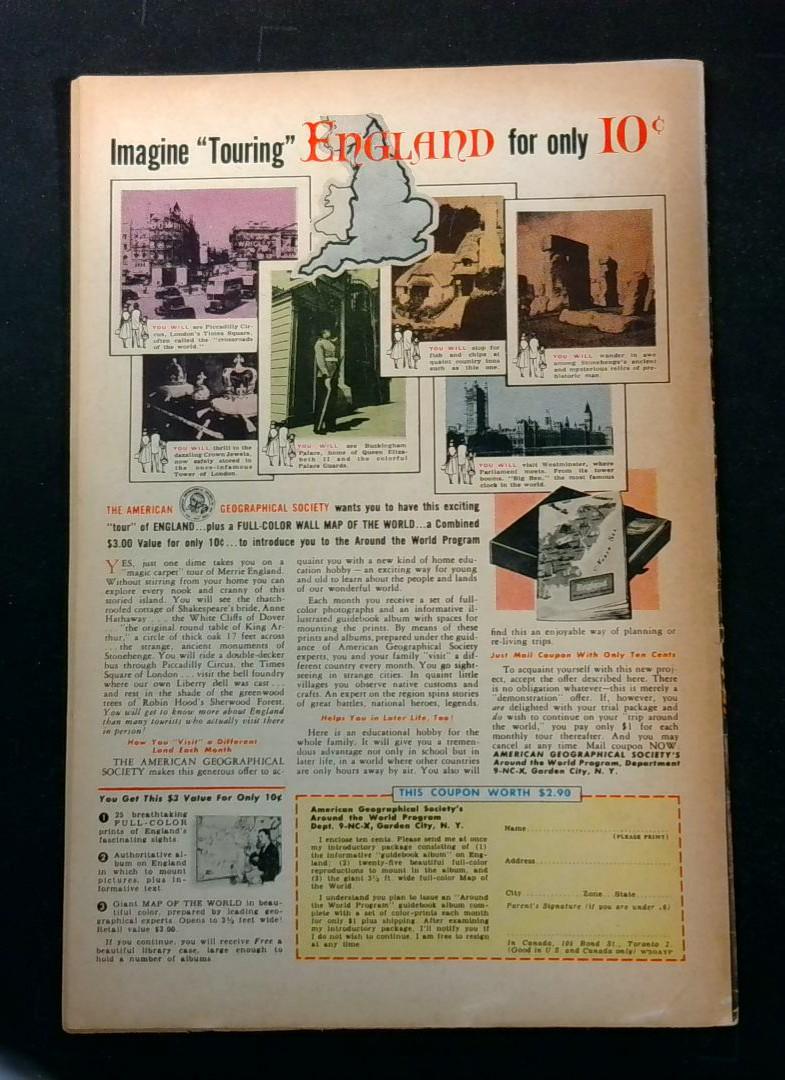 Imagine "Touring" ENGLAND for only 10¢
YOU WILL see Piccadilly Cir-
cus, London's Times Square,
often called the "crossroads
of the world."
YOU WILL stop for
fish and chips at
quaint country inns
such as this one.
YOU WILL wander in awe
among Stonehenge's ancient
and mysterious relics of pre-
historic man.
YOU WILL thrill to the
dazzling Crown Jewels,
now safely stored in
the once-infamous
Tower of London.
YOU WILL see Buckingham
Palace, home of Queen Eliza-
beth II and the colorful
Palace Guards.
YOU WILL visit Westminster, where
Parliament meets. From its tower
booms, "Big Ben," the most famous
clock in the world.
THE AMERICAN GEOGRAPHICAL SOCIETY wants you to have this exciting
"tour" of ENGLAND...plus a FULL-COLOR WALL MAP OF THE WORLD...a Combined
$3.00 Value for only 10¢...to introduce you to the Around the World Program
YES, just one dime takes you on a
"magic carpet" tour of Merrie England.
Without stirring from your home you can
explore every nook and cranny of this
storied island. You will see the thatch-
roofed cottage of Shakespeare's bride, Anne
Hathaway . . . the White Cliffs of Dover
. . . "the original round table of King Ar-
thur," a circle of thick oak 17 feet across
. . . the strange, ancient monuments of
Stonehenge. You will ride a double-decker
bus through Piccadilly Circus, the Times
Square of London . . . visit the bell foundry
where our own Liberty Bell was cast . . .
and rest in the shade of the greenwood
trees of Robin Hood's Sherwood Forest.
You will get to know more about England
than many tourists who actually visit there
in person!
How You "Visit" a Different
Land Each Month
THE AMERICAN GEOGRAPHICAL
SOCIETY makes this generous offer to ac-
quaint you with a new kind of home edu-
cation hobby — an exciting way for young
and old to learn about the people and lands
of our wonderful world.
Each month you receive a set of full-
color photographs and an informative il-
lustrated guidebook album with spaces for
mounting the prints. By means of these
prints and albums, prepared under the guid-
ance of American Geographical Society
experts, you and your family "visit" a dif-
ferent country every month. You go sight-
seeing in strange cities. In quaint little
villages you observe native customs and
crafts. An expert on the region spins stories
of great battles, national heroes, legends.
Helps You in Later Life, Too!
Here is an educational hobby for the
whole family. It will give you a tremen-
dous advantage not only in school but in
later life, in a world where other countries
are only hours away by air. You also will
find this an enjoyable way of planning or
re-living trips.
Just Mail Coupon With Only Ten Cents
To acquaint yourself with this new proj-
ect, accept the offer described here. There
is no obligation whatever—this is merely a
"demonstration" offer. If, however, you
are delighted with your trial package and
do wish to continue on your "trip around
the world," you pay only $1 for each
monthly tour thereafter. And you may
cancel at any time. Mail coupon NOW.
AMERICAN GEOGRAPHICAL SOCIETY'S
Around the World Program, Department
9-NC-X, Garden City, N. Y.
You Get This $3 Value For Only 10¢
1 25 breathtaking
FULL-COLOR
prints of England's
fascinating sights.
2 Authoritative al-
bum on England
in which to mount
pictures, plus in-
formative text.
3 Giant MAP OF THE WORLD in beau-
tiful color, prepared by leading geo-
graphical experts. Opens to 3½ feet wide!
Retail value $3.00.
If you continue, you will receive Free a
beautiful library case, large enough to
hold a number of albums.
THIS COUPON WORTH $2.90
American Geographical Society's
Around the World Program
Dept. 9-NC-X, Garden City, N. Y.
I enclose ten cents. Please send me at once
my introductory package consisting of (1)
the informative "guidebook album" on Eng-
land; (2) twenty-five beautiful full-color
reproductions to mount in the album, and
(3) the giant 3½ ft. wide full-color Map of
the World.
I understand you plan to issue an "Around
the World Program" guidebook album com-
plete with a set of color-prints each month
for only $1 plus shipping. After examining
my introductory package, I'll notify you if
I do not wish to continue. I am free to resign
at any time.
Name
(PLEASE PRINT)
Address
City Zone State
Parent's Signature (if you are under
In Canada, 105 Bond St., Toronto 2.
(Good in U.S. and Canada only)